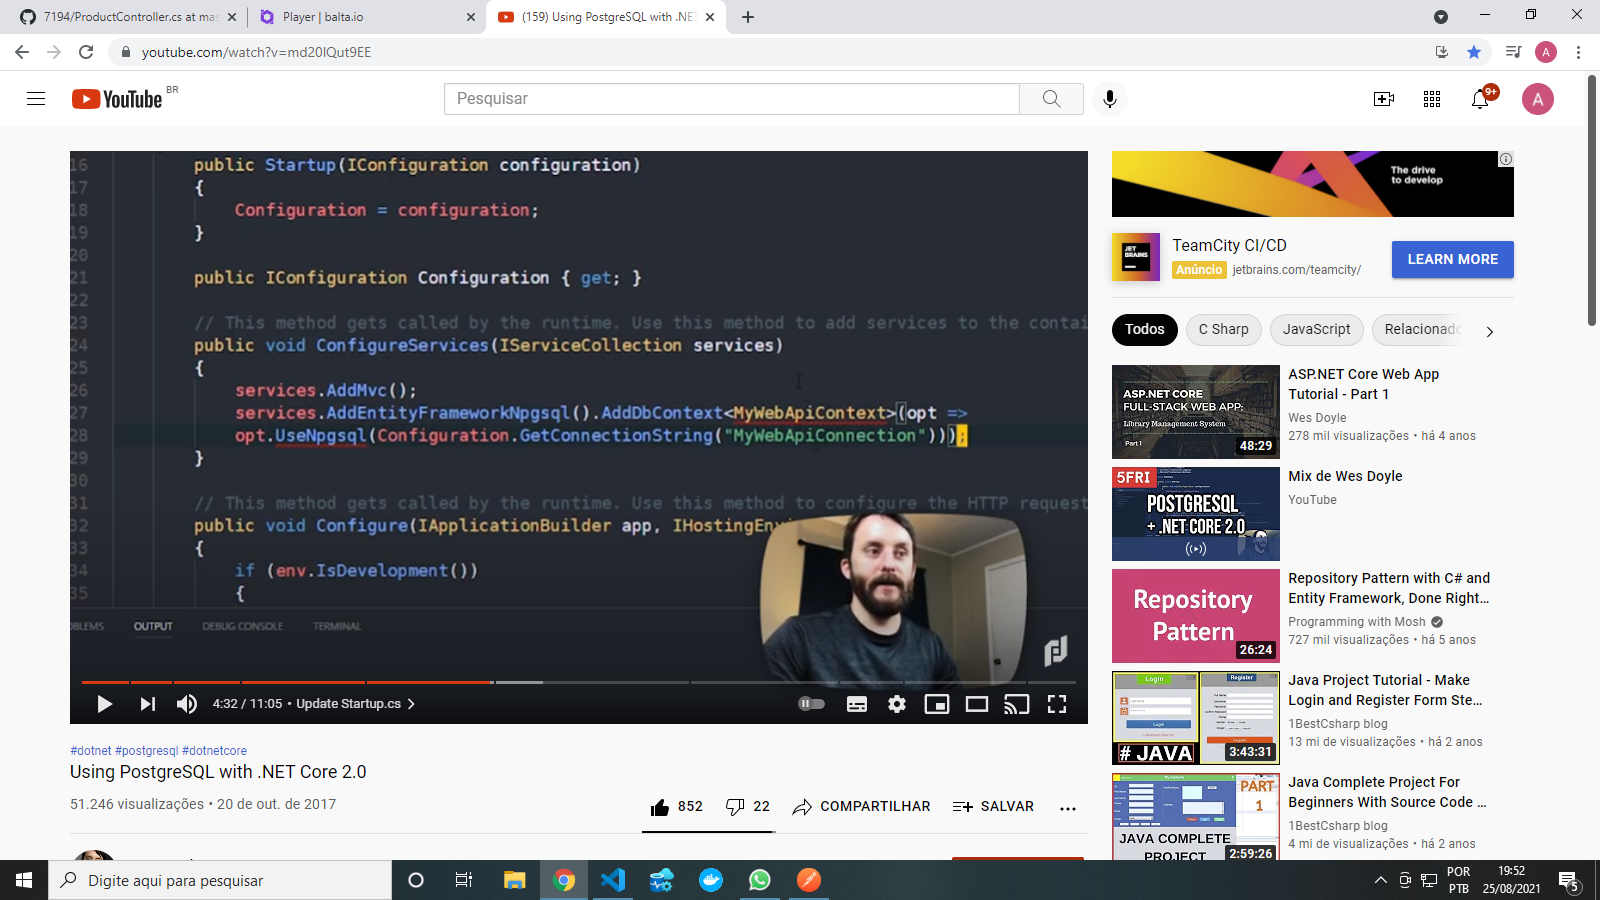 7194/ProductController.cs at mas
Player | balta.io
(159) Using PostgreSQL with .NET
youtube.com/watch?v=md20lQut9EE
A
YouTube BR
Pesquisar
9+
A
16 public Startup(IConfiguration configuration)
17 {
18 Configuration = configuration;
19 }
20
21 public IConfiguration Configuration { get; }
22
23 // This method gets called by the runtime. Use this method to add services to the contai
24 public void ConfigureServices(IServiceCollection services)
25 {
26 services.AddMvc();
27 services.AddEntityFrameworkNpgsql().AddDbContext<MyWebApiContext>(opt =>
28 opt.UseNpgsql(Configuration.GetConnectionString("MyWebApiConnection")));
29 }
30
31 // This method gets called by the runtime. Use this method to configure the HTTP request
32 public void Configure(IApplicationBuilder app, IHostingEnv
33 {
34 if (env.IsDevelopment())
35 {
OBLEMS OUTPUT DEBUG CONSOLE TERMINAL
4:32 / 11:05 • Update Startup.cs
#dotnet #postgresql #dotnetcore
Using PostgreSQL with .NET Core 2.0
51.246 visualizações • 20 de out. de 2017
852 22 COMPARTILHAR SALVAR
The drive
to develop
JET
BRAINS
TeamCity CI/CD
Anúncio jetbrains.com/teamcity/
LEARN MORE
Todos C Sharp JavaScript Relacionado
ASP.NET CORE
FULL-STACK WEB APP:
Library Management System
Part 1
48:29
ASP.NET Core Web App
Tutorial - Part 1
Wes Doyle
278 mil visualizações • há 4 anos
5FRI
POSTGRESQL
+ .NET CORE 2.0
Mix de Wes Doyle
YouTube
Repository
Pattern
26:24
Repository Pattern with C# and
Entity Framework, Done Right…
Programming with Mosh
727 mil visualizações • há 5 anos
Login
Register
# JAVA
3:43:31
Java Project Tutorial - Make
Login and Register Form Ste…
1BestCsharp blog
13 mi de visualizações • há 2 anos
PART
1
JAVA COMPLETE
PROJECT
2:59:26
Java Complete Project For
Beginners With Source Code …
1BestCsharp blog
4 mi de visualizações • há 2 anos
Digite aqui para pesquisar
POR
PTB
19:52
25/08/2021
5